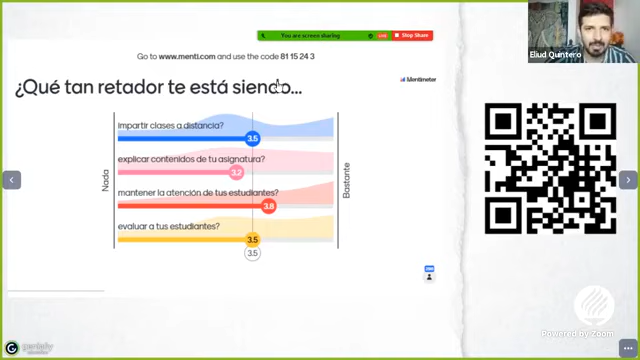 You are screen sharing
Stop Share
Eliud Quintero
Go to www.menti.com and use the code 81 15 24 3
Mentimeter
¿Qué tan retador te está siendo...
Nada
Bastante
impartir clases a distancia?
3.5
explicar contenidos de tu asignatura?
3.2
mantener la atención de tus estudiantes?
3.8
evaluar a tus estudiantes?
3.5
3.5
genially
Powered by Zoom